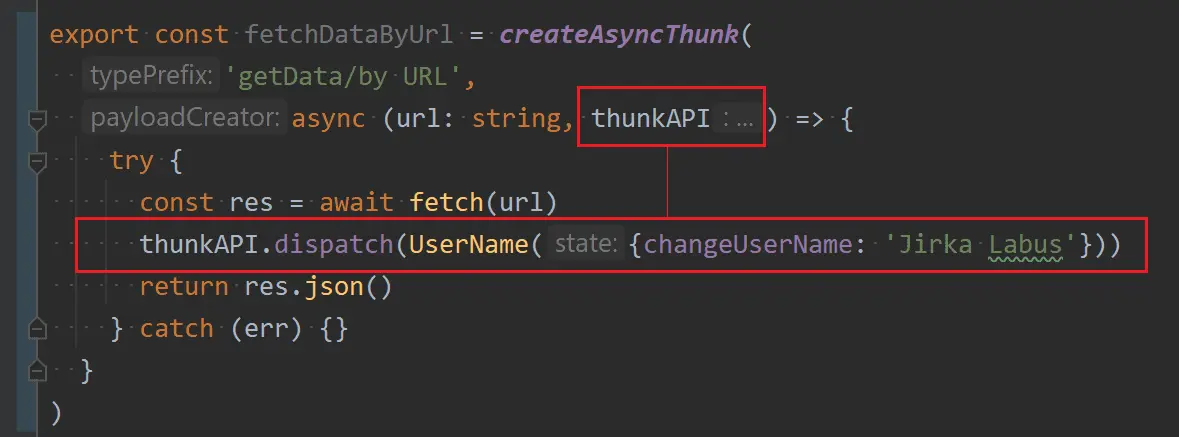 export const fetchDataByUrl = createAsyncThunk(
typePrefix: 'getData/by URL',
payloadCreator: async (url: string, thunkAPI : ... ) => {
try {
const res = await fetch(url)
thunkAPI.dispatch(UserName( state: {changeUserName: 'Jirka Labus'}))
return res.json()
} catch (err) {}
}
)